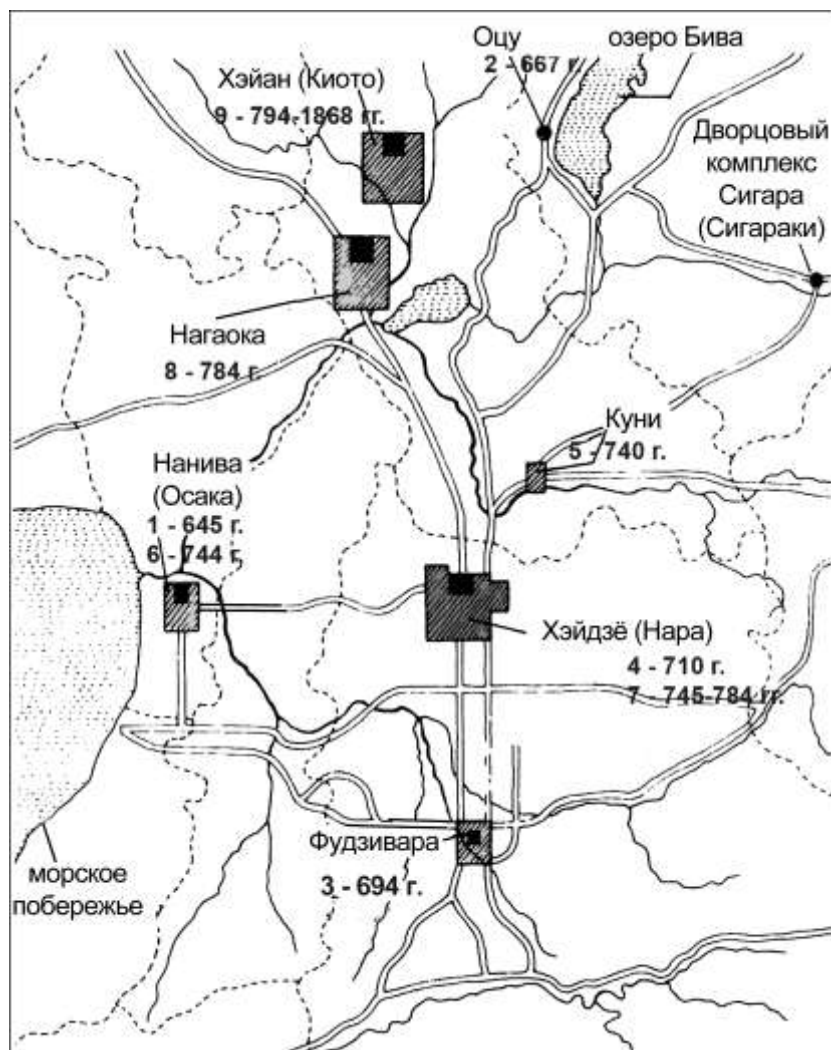 Оцу
2 - 667 г.
озеро Бива
Хэйан (Киото)
9 - 794-1868 гг.
Дворцовый
комплекс
Сигара
(Сигараки)
Нагаока
8 - 784 г.
Куни
5 - 740 г.
Нанива
(Осака)
1 - 645 г.
6 - 744 г.
Хэйдзё (Нара)
4 - 710 г.
7 - 745-784 гг.
Фудзивара
3 - 694 г.
морское
побережье